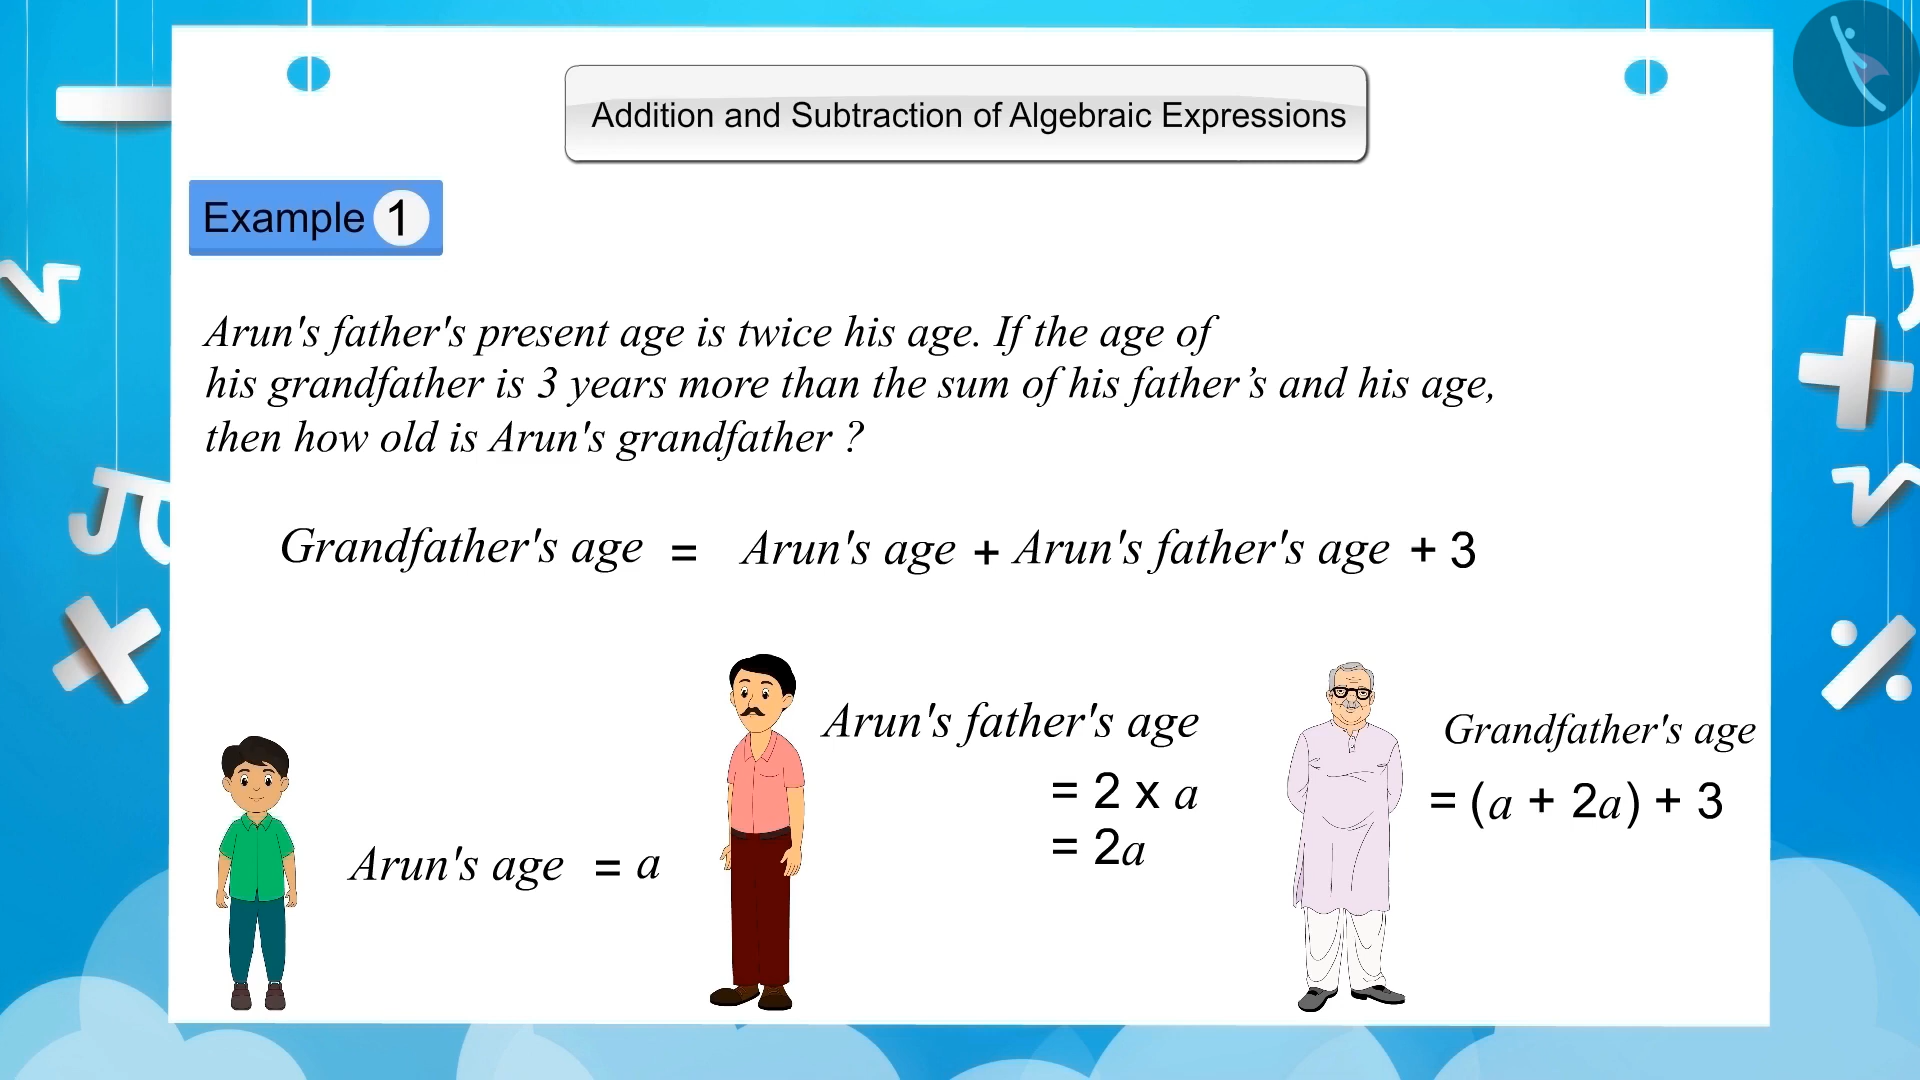 Addition and Subtraction of Algebraic Expressions
Example 1
Arun's father's present age is twice his age. If the age of
his grandfather is 3 years more than the sum of his father’s and his age,
then how old is Arun's grandfather ?
Grandfather's age = Arun's age + Arun's father's age + 3
Arun's father's age
= 2 x a
= 2a
Grandfather's age
= (a + 2a) + 3
Arun's age = a